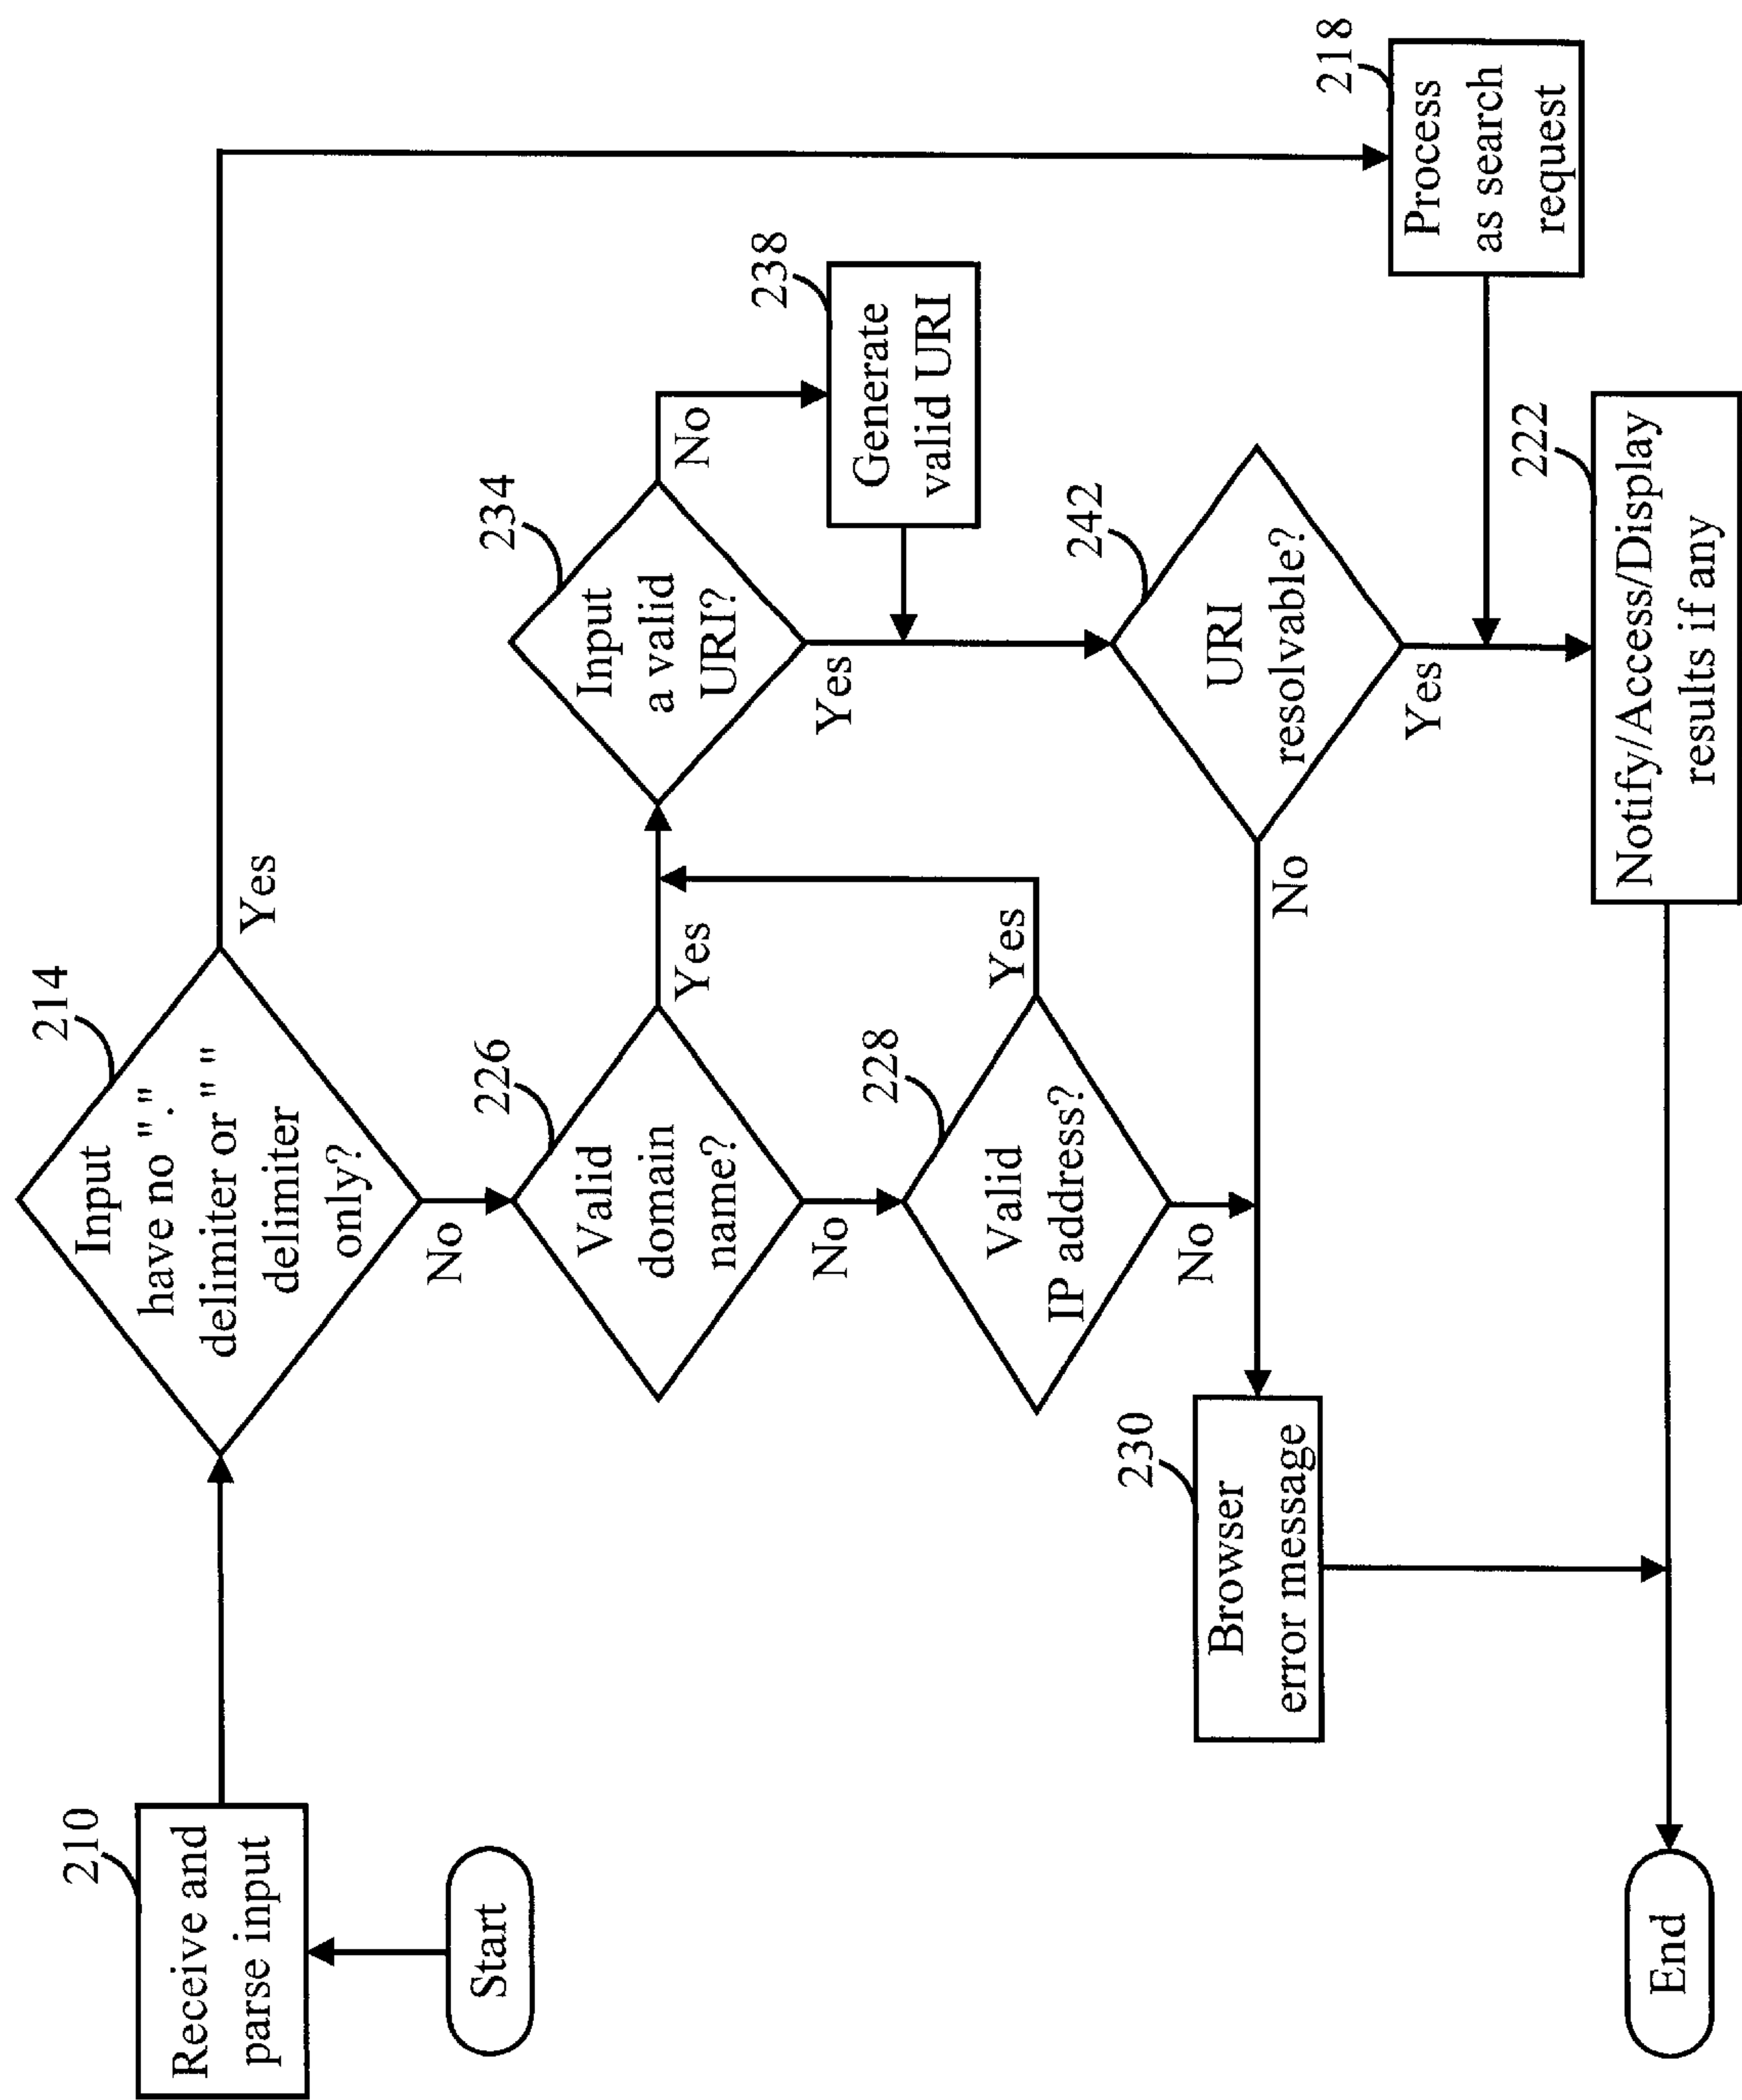 210
Receive and
parse input
Start
214
Input
have no "."
delimiter or " "
delimiter
only?
Yes
No
226
Valid
domain
name?
Yes
No
228
Valid
IP address?
Yes
No
234
Input
a valid
URI?
No
Yes
238
Generate
valid URI
242
URI
resolvable?
No
Yes
230
Browser
error message
218
Process
as search
request
222
Notify/Access/Display
results if any
End